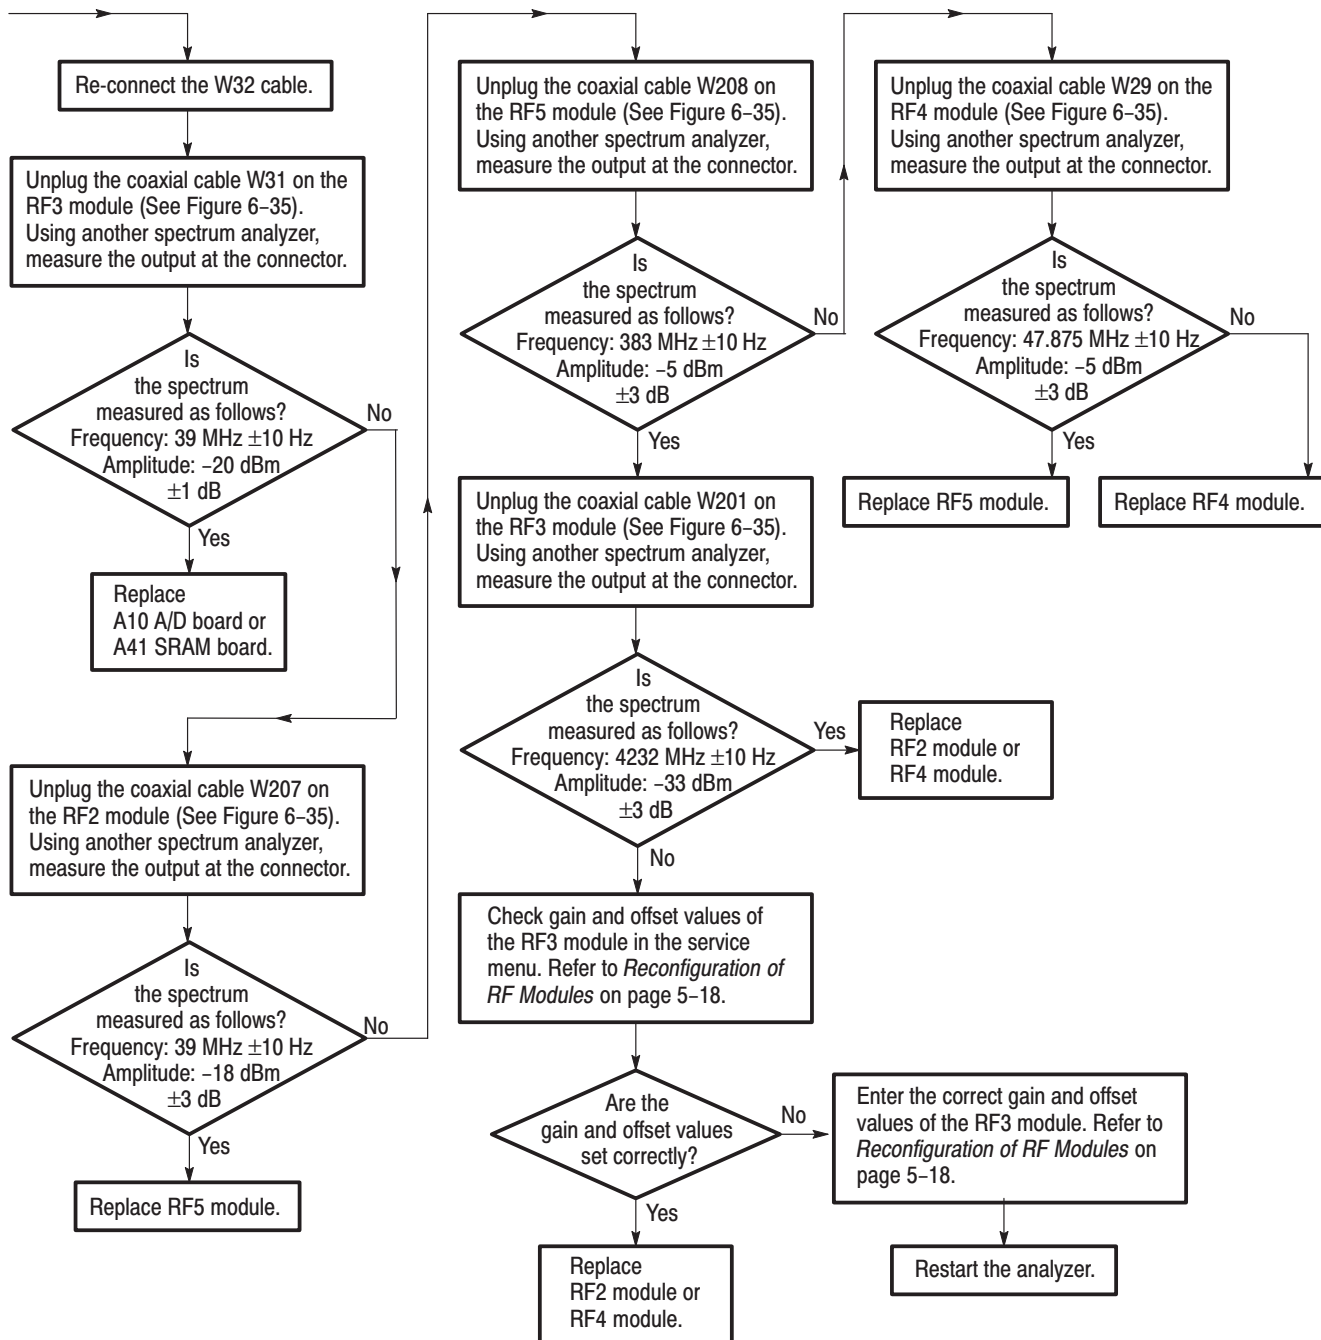 Re-connect the W32 cable.
Unplug the coaxial cable W31 on the
RF3 module (See Figure 6–35).
Using another spectrum analyzer,
measure the output at the connector.
Is
the spectrum
measured as follows?
Frequency: 39 MHz ±10 Hz
Amplitude: –20 dBm
±1 dB
No
Yes
Replace
A10 A/D board or
A41 SRAM board.
Unplug the coaxial cable W207 on
the RF2 module (See Figure 6–35).
Using another spectrum analyzer,
measure the output at the connector.
Is
the spectrum
measured as follows?
Frequency: 39 MHz ±10 Hz
Amplitude: –18 dBm
±3 dB
No
Yes
Replace RF5 module.
Unplug the coaxial cable W208 on
the RF5 module (See Figure 6–35).
Using another spectrum analyzer,
measure the output at the connector.
Is
the spectrum
measured as follows?
Frequency: 383 MHz ±10 Hz
Amplitude: –5 dBm
±3 dB
No
Yes
Unplug the coaxial cable W201 on
the RF3 module (See Figure 6–35).
Using another spectrum analyzer,
measure the output at the connector.
Is
the spectrum
measured as follows?
Frequency: 4232 MHz ±10 Hz
Amplitude: –33 dBm
±3 dB
Yes
Replace
RF2 module or
RF4 module.
No
Check gain and offset values of
the RF3 module in the service
menu. Refer to Reconfiguration of
RF Modules on page 5–18.
Are the
gain and offset values
set correctly?
No
Enter the correct gain and offset
values of the RF3 module. Refer to
Reconfiguration of RF Modules on
page 5–18.
Restart the analyzer.
Yes
Replace
RF2 module or
RF4 module.
Unplug the coaxial cable W29 on the
RF4 module (See Figure 6–35).
Using another spectrum analyzer,
measure the output at the connector.
Is
the spectrum
measured as follows?
Frequency: 47.875 MHz ±10 Hz
Amplitude: –5 dBm
±3 dB
No
Yes
Replace RF5 module.
Replace RF4 module.